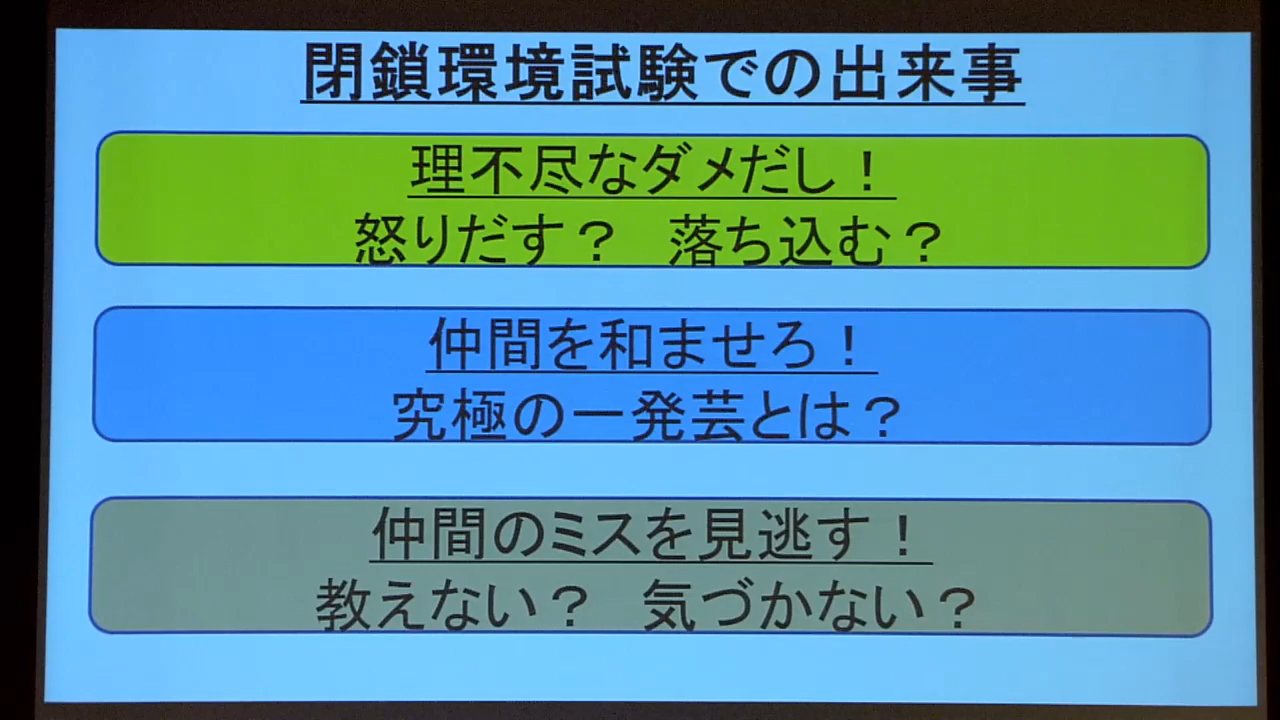 閉鎖環境試験での出来事
理不尽なダメだし！
怒りだす？　落ち込む？
仲間を和ませろ！
究極の一発芸とは？
仲間のミスを見逃す！
教えない？　気づかない？